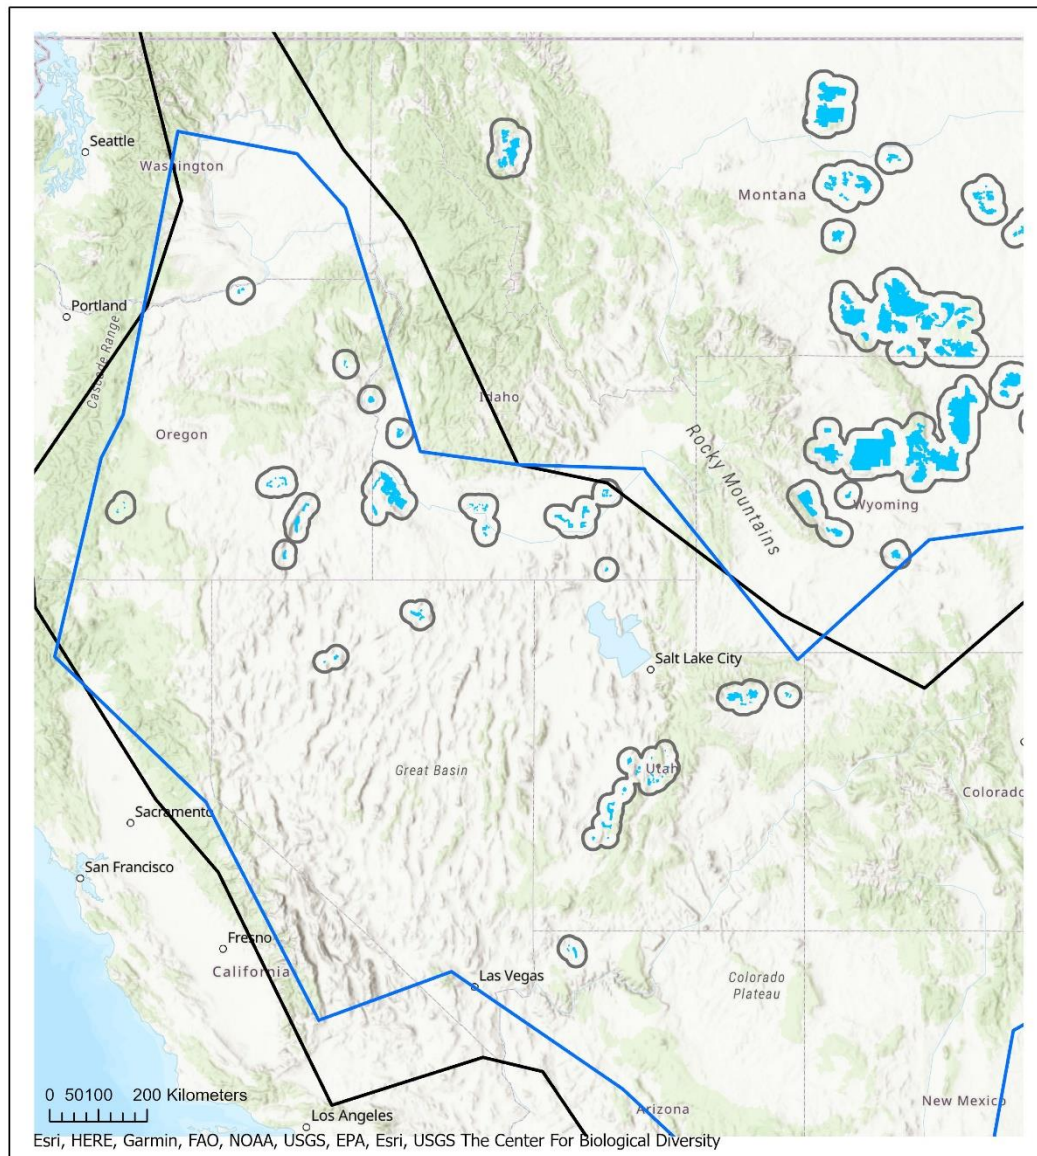 Seattle
Washington
Montana
Portland
Cascade Range
Idaho
Oregon
Rocky Mountains
Wyoming
Salt Lake City
Great Basin
Utah
Colorado
Sacramento
San Francisco
Fresno
California
Las Vegas
Colorado
Plateau
0 50100 200 Kilometers
Los Angeles
Arizona
New Mexico
Esri, HERE, Garmin, FAO, NOAA, USGS, EPA, Esri, USGS The Center For Biological Diversity